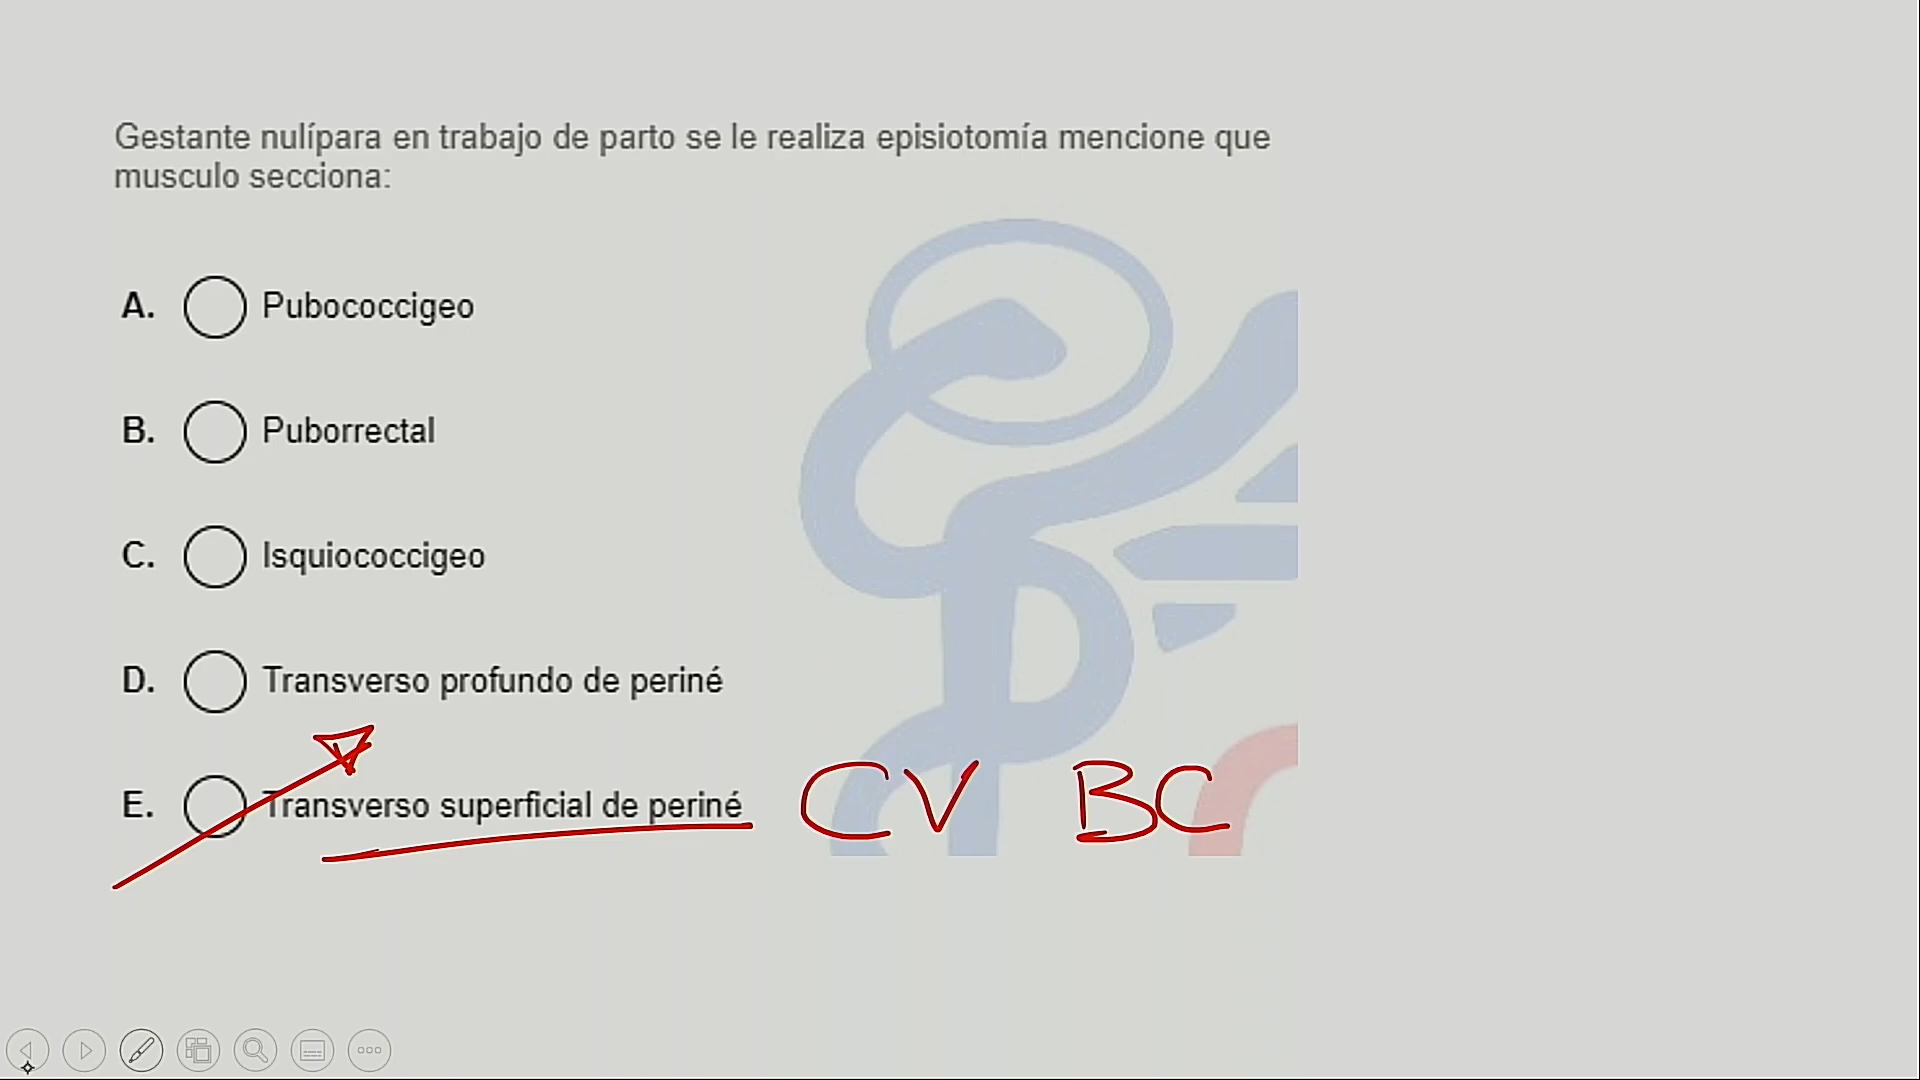 Gestante nulípara en trabajo de parto se le realiza episiotomía mencione que
musculo secciona:
A. Pubococcigeo
B. Puborrectal
C. Isquiococcigeo
D. Transverso profundo de periné
E. Transverso superficial de periné CV BC